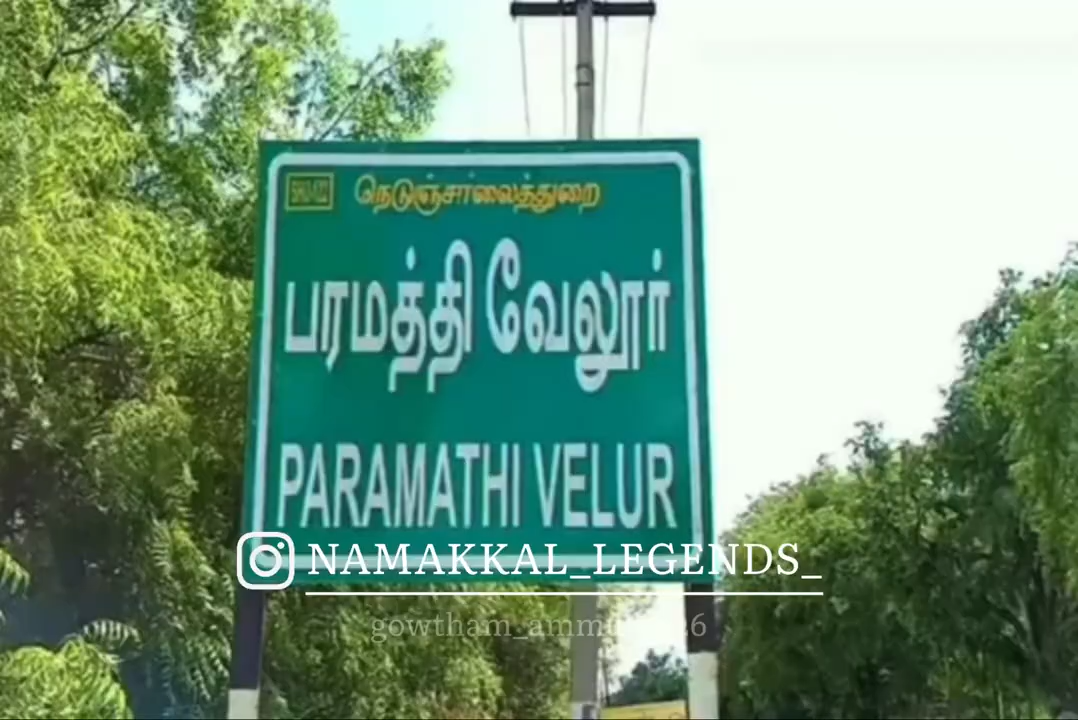 நெடுஞ்சாலைத்துறை
பரமத்தி வேலூர்
PARAMATHI VELUR
NAMAKKAL_LEGENDS_